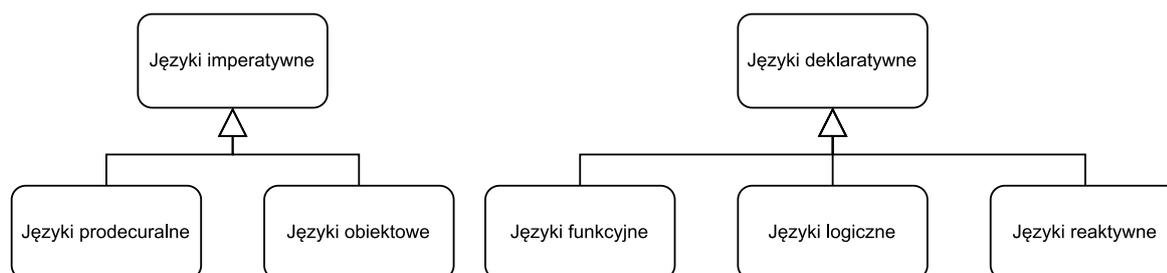 Języki imperatywne
Języki deklaratywne
Języki prodecuralne
Języki obiektowe
Języki funkcyjne
Języki logiczne
Języki reaktywne